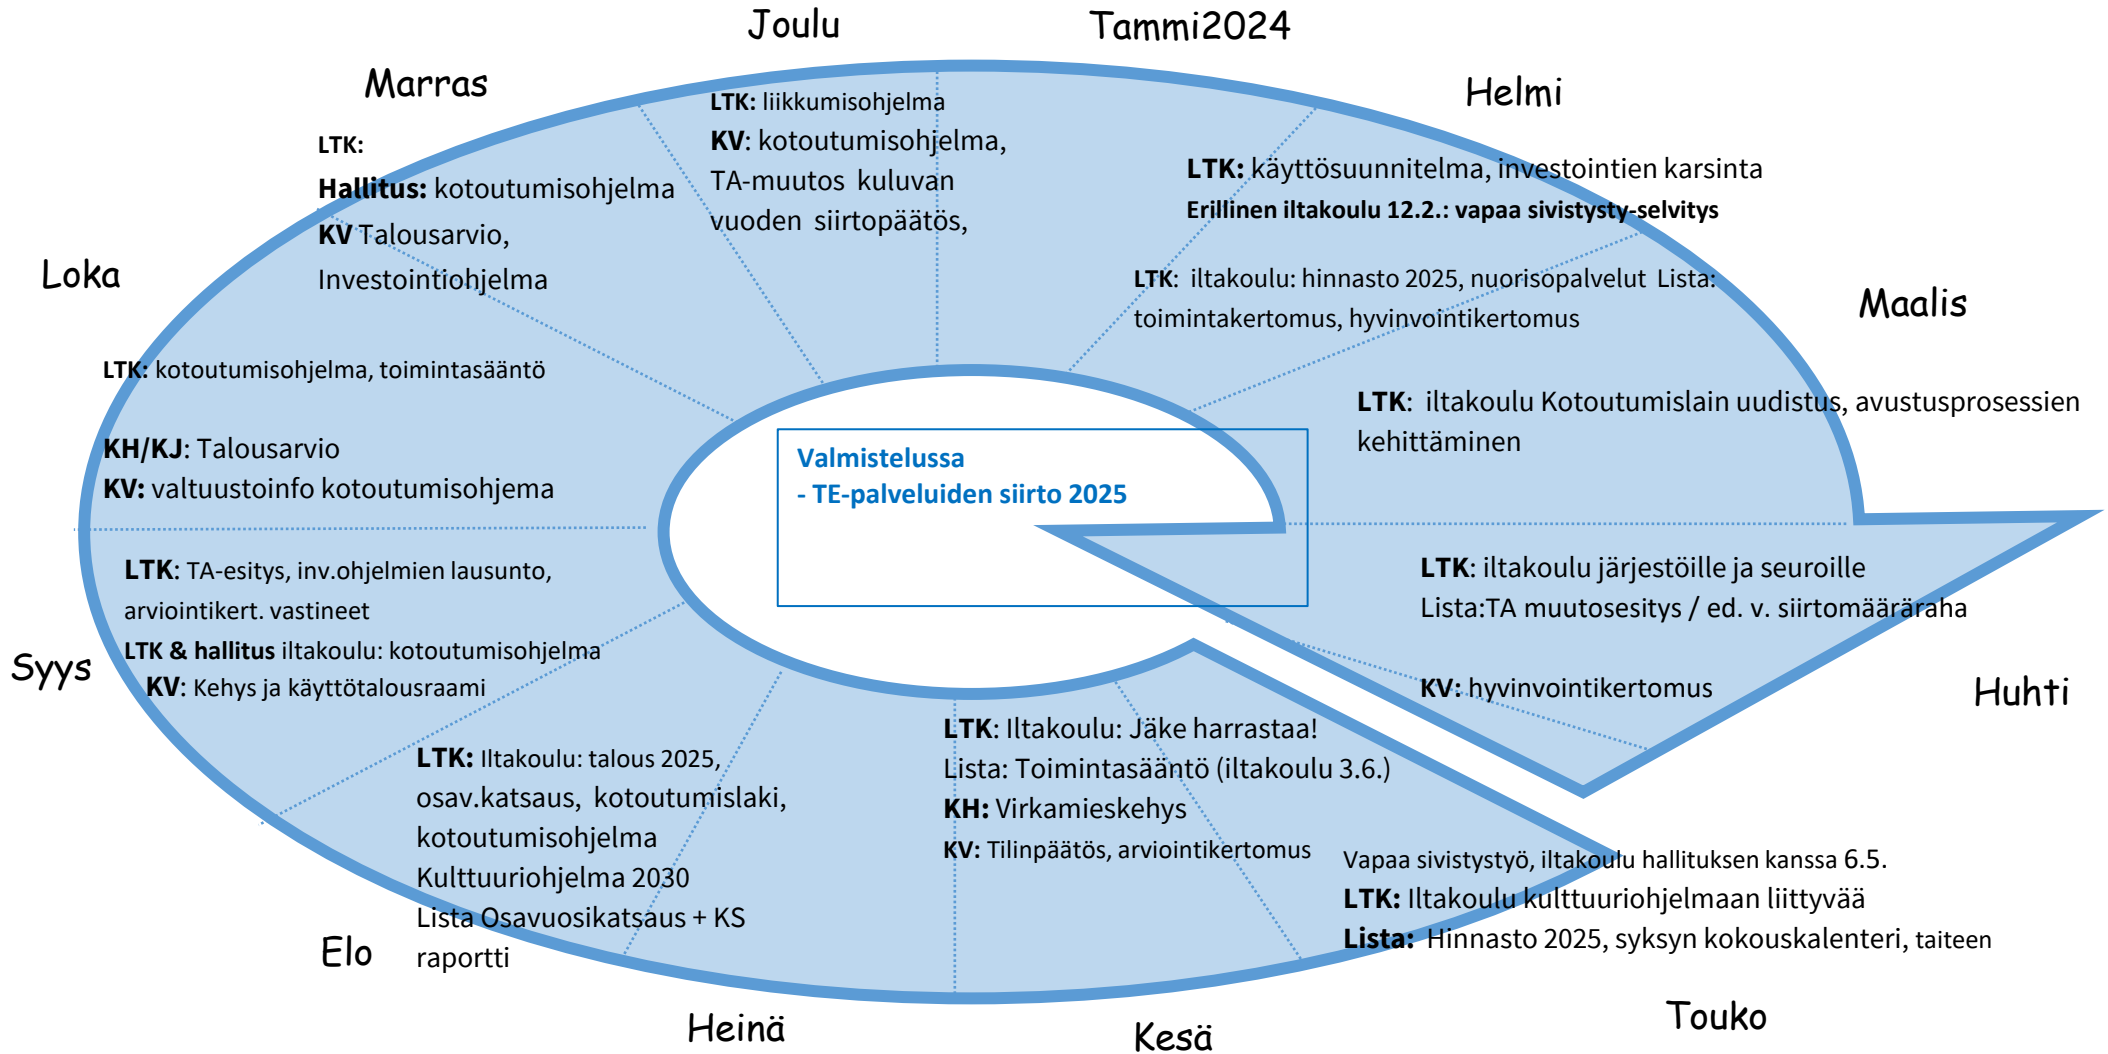 Joulu
Tammi2024
Marras
Helmi
LTK: liikkumisohjelma
KV: kotoutumisohjelma,
TA-muutos kuluvan
vuoden siirtopäätös,
LTK:
Hallitus: kotoutumisohjelma
KV Talousarvio,
Investointiohjelma
LTK: käyttösuunnitelma, investointien karsinta
Erillinen iltakoulu 12.2.: vapaa sivistysty-selvitys
Loka
LTK: iltakoulu: hinnasto 2025, nuorisopalvelut Lista:
toimintakertomus, hyvinvointikertomus
Maalis
LTK: kotoutumisohjelma, toimintasääntö
KH/KJ: Talousarvio
KV: valtuustoinfo kotoutumisohjema
LTK: iltakoulu Kotoutumislain uudistus, avustusprosessien
kehittäminen
Valmistelussa
- TE-palveluiden siirto 2025
LTK: TA-esitys, inv.ohjelmien lausunto,
arviointikert. vastineet
LTK & hallitus iltakoulu: kotoutumisohjelma
KV: Kehys ja käyttötalousraami
Syys
LTK: iltakoulu järjestöille ja seuroille
Lista:TA muutosesitys / ed. v. siirtomääräraha
KV: hyvinvointikertomus
Huhti
LTK: Iltakoulu: talous 2025,
osav.katsaus, kotoutumislaki,
kotoutumisohjelma
Kulttuuriohjelma 2030
Lista Osavuosikatsaus + KS
raportti
LTK: Iltakoulu: Jäke harrastaa!
Lista: Toimintasääntö (iltakoulu 3.6.)
KH: Virkamieskehys
KV: Tilinpäätös, arviointikertomus
Vapaa sivistystyö, iltakoulu hallituksen kanssa 6.5.
LTK: Iltakoulu kulttuuriohjelmaan liittyvää
Lista: Hinnasto 2025, syksyn kokouskalenteri, taiteen
Elo
Heinä
Kesä
Touko